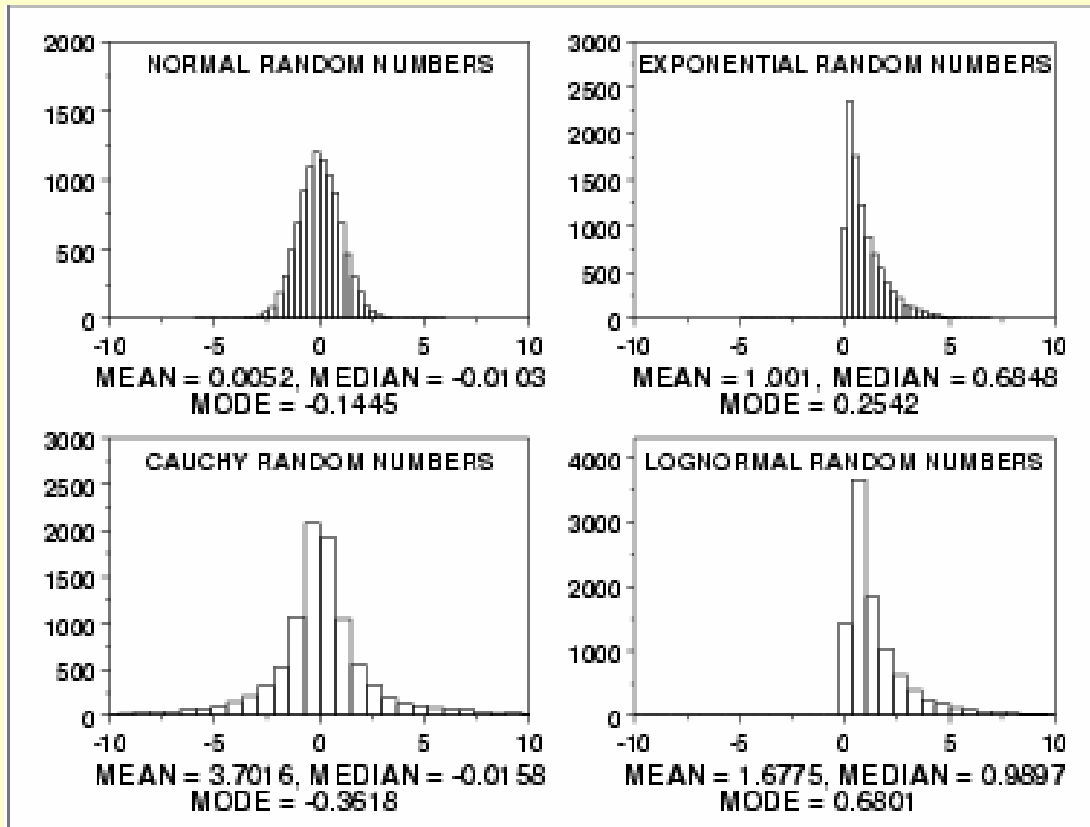 NORMAL RANDOM NUMBERS
2000
1500
1000
500
0
-10 -5 0 5 10
MEAN = 0.0052, MEDIAN = -0.0103
MODE = -0.1445
EXPONENTIAL RANDOM NUMBERS
3000
2500
2000
1500
1000
500
0
-10 -5 0 5 10
MEAN = 1.001, MEDIAN = 0.6848
MODE = 0.2542
CAUCHY RANDOM NUMBERS
3000
2500
2000
1500
1000
500
0
-10 -5 0 5 10
MEAN = 3.7016, MEDIAN = -0.0158
MODE = -0.3618
LOGNORMAL RANDOM NUMBERS
4000
3000
2000
1000
0
-10 -5 0 5 10
MEAN = 1.6775, MEDIAN = 0.9897
MODE = 0.6801